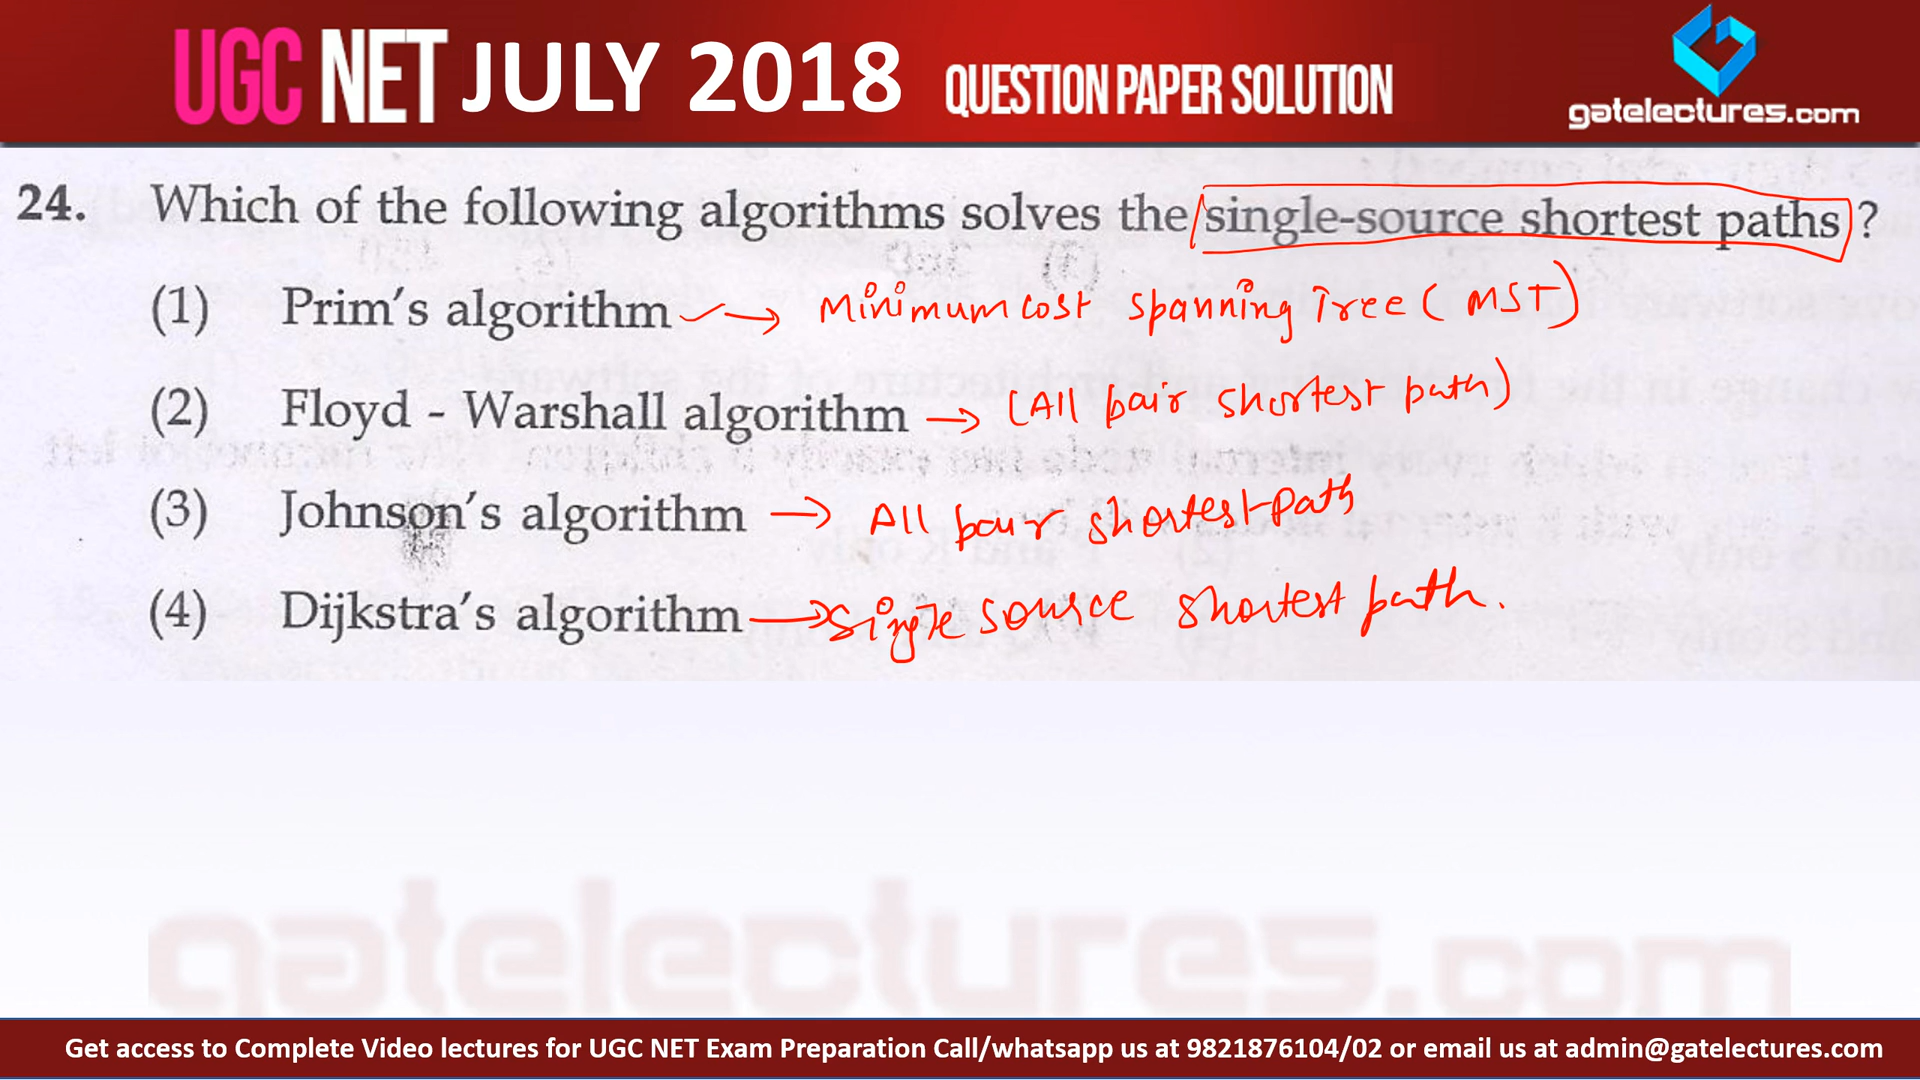 UGC NET JULY 2018 QUESTION PAPER SOLUTION
gatelectures.com
24. Which of the following algorithms solves the single-source shortest paths ?
(1) Prim's algorithm → Minimum cost spanning Tree ( MST)
(2) Floyd - Warshall algorithm → (All pair shortest path)
(3) Johnson's algorithm → All pair shortest path
(4) Dijkstra's algorithm → Single source shortest path.
gatelectures.com
Get access to Complete Video lectures for UGC NET Exam Preparation Call/whatsapp us at 9821876104/02 or email us at admin@gatelectures.com